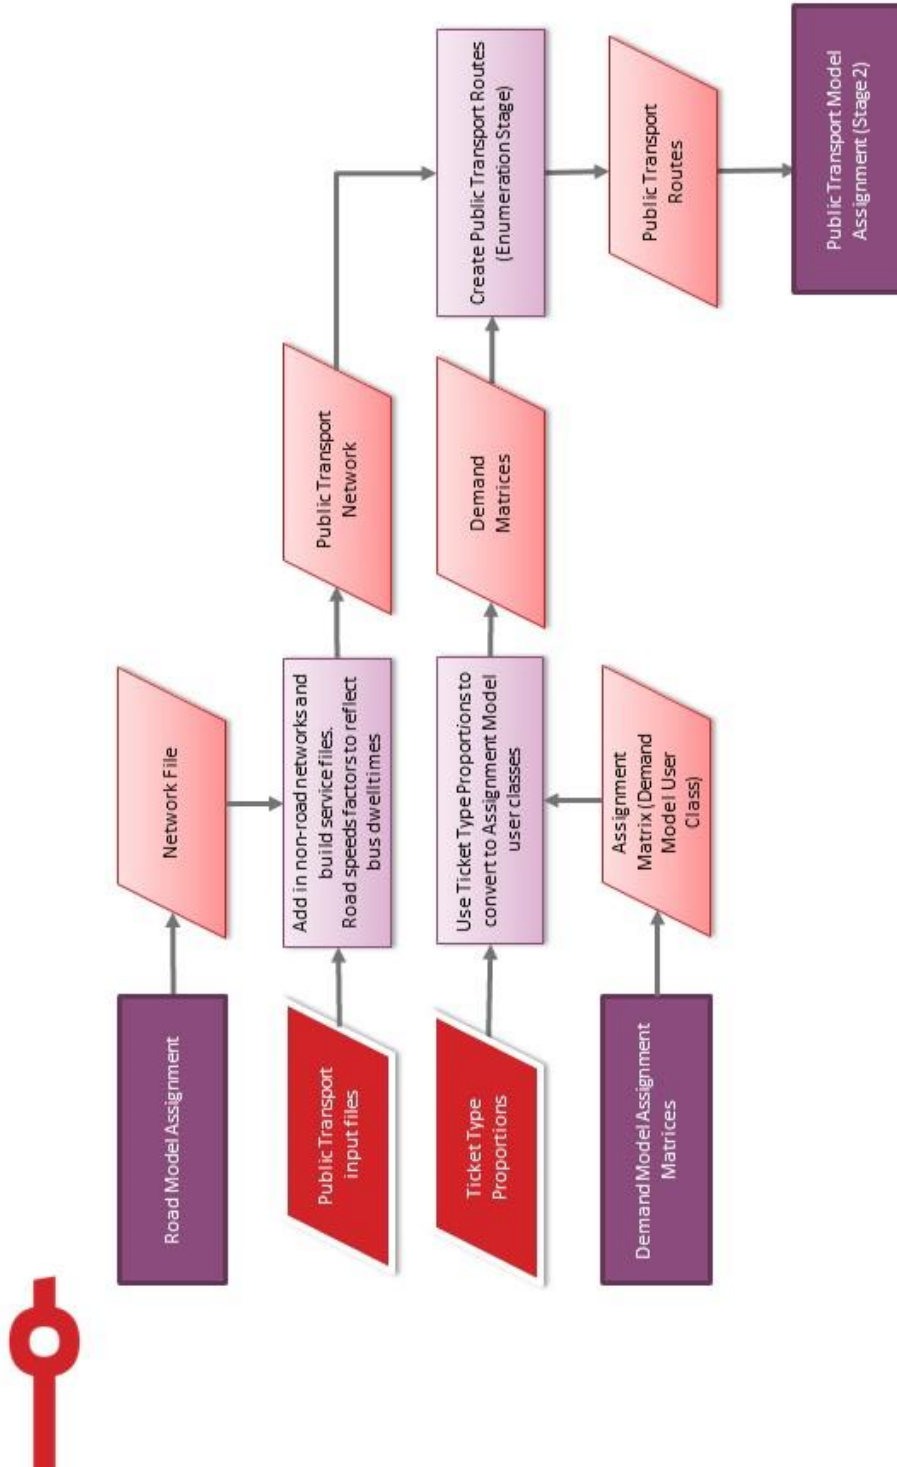 Road Model Assignment
Network File
Public Transport
input files
Add in non-road networks and
build service files.
Road speeds factors to reflect
bus dwell times
Public Transport
Network
Ticket Type
Proportions
Use Ticket Type Proportions to
convert to Assignment Model
user classes
Demand
Matrices
Create Public Transport Routes
(Enumeration Stage)
Demand Model Assignment
Matrices
Assignment
Matrix (Demand
Model User
Class)
Public Transport
Routes
Public Transport Model
Assignment (Stage 2)